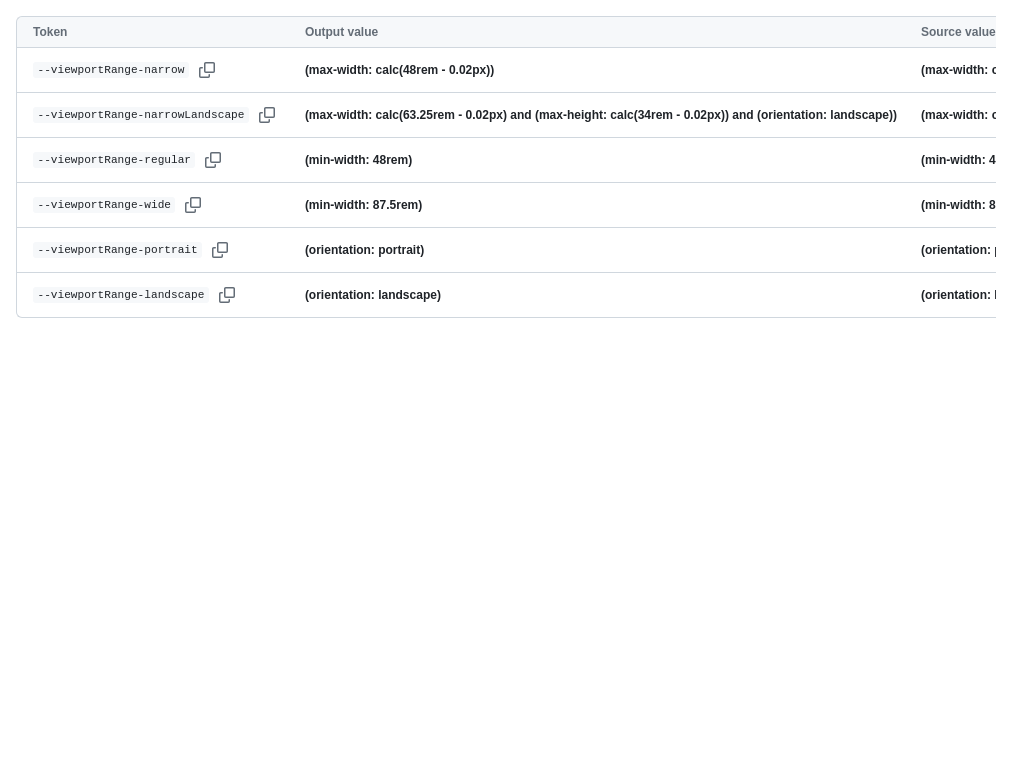 Token Output value Source value
--viewportRange-narrow (max-width: calc(48rem - 0.02px)) (max-width:
--viewportRange-narrowLandscape (max-width: calc(63.25rem - 0.02px) and (max-height: calc(34rem - 0.02px)) and (orientation: landscape)) (max-width:
--viewportRange-regular (min-width: 48rem) (min-width: 4
--viewportRange-wide (min-width: 87.5rem) (min-width: 8
--viewportRange-portrait (orientation: portrait) (orientation:
--viewportRange-landscape (orientation: landscape) (orientation: